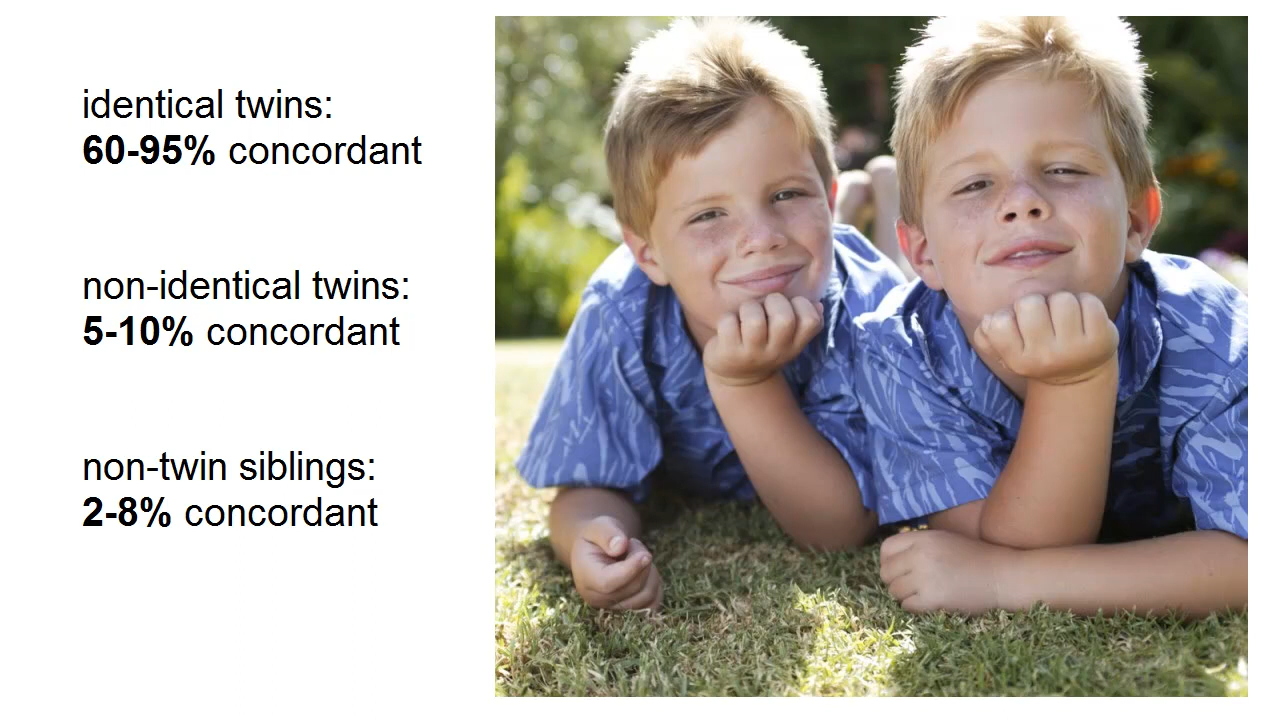 identical twins:
60-95% concordant
non-identical twins:
5-10% concordant
non-twin siblings:
2-8% concordant